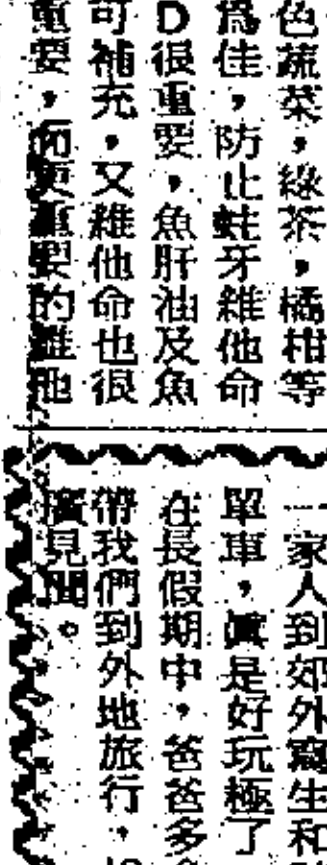 色蔬菜，綠茶，橘柑等
為佳，防止蛀牙維他命
D很重要，魚肝油及魚
可補充，又維他命也很
重要，而更重要的維他
一家人到郊外寫生和
單車，真是好玩極了
在長假期中，爸爸多
帶我們到外地旅行，
廣見聞。